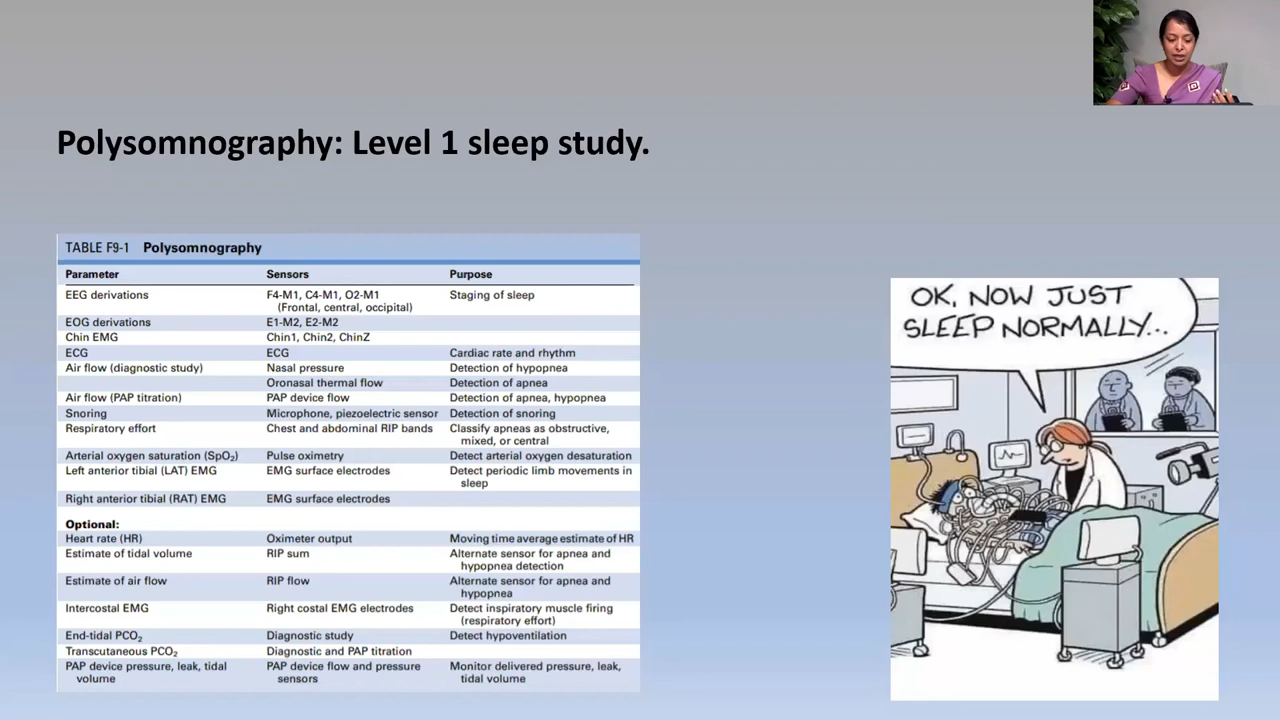 Polysomnography: Level 1 sleep study.
TABLE F9-1 Polysomnography
Parameter Sensors Purpose
EEG derivations F4-M1, C4-M1, O2-M1 Staging of sleep
(Frontal, central, occipital)
EOG derivations E1-M2, E2-M2
Chin EMG Chin1, Chin2, ChinZ
ECG ECG Cardiac rate and rhythm
Air flow (diagnostic study) Nasal pressure Detection of hypopnea
Oronasal thermal flow Detection of apnea
Air flow (PAP titration) PAP device flow Detection of apnea, hypopnea
Snoring Microphone, piezoelectric sensor Detection of snoring
Respiratory effort Chest and abdominal RIP bands Classify apneas as obstructive,
mixed, or central
Arterial oxygen saturation (SpO₂) Pulse oximetry Detect arterial oxygen desaturation
Left anterior tibial (LAT) EMG EMG surface electrodes Detect periodic limb movements in
sleep
Right anterior tibial (RAT) EMG EMG surface electrodes
Optional:
Heart rate (HR) Oximeter output Moving time average estimate of HR
Estimate of tidal volume RIP sum Alternate sensor for apnea and
hypopnea detection
Estimate of air flow RIP flow Alternate sensor for apnea and
hypopnea
Intercostal EMG Right costal EMG electrodes Detect inspiratory muscle firing
(respiratory effort)
End-tidal PCO₂ Diagnostic study Detect hypoventilation
Transcutaneous PCO₂ Diagnostic and PAP titration
PAP device pressure, leak, tidal PAP device flow and pressure Monitor delivered pressure, leak,
volume sensors tidal volume
OK, NOW JUST
SLEEP NORMALLY...